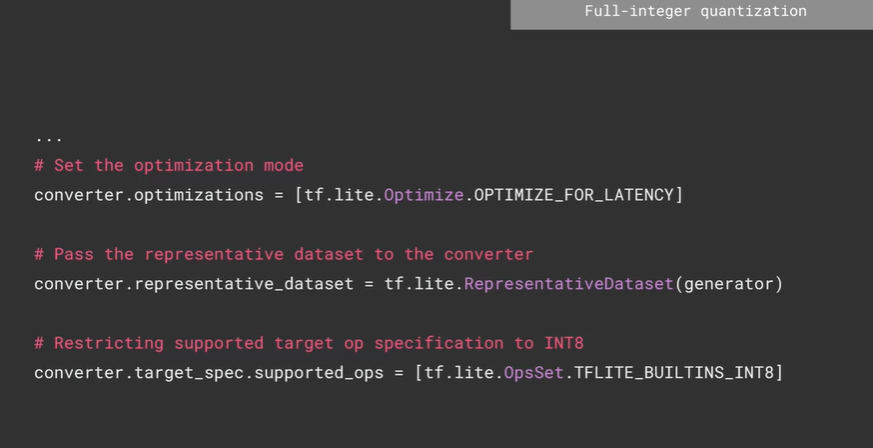 Full-integer quantization
...
# Set the optimization mode
converter.optimizations = [tf.lite.Optimize.OPTIMIZE_FOR_LATENCY]
# Pass the representative dataset to the converter
converter.representative_dataset = tf.lite.RepresentativeDataset(generator)
# Restricting supported target op specification to INT8
converter.target_spec.supported_ops = [tf.lite.OpsSet.TFLITE_BUILTINS_INT8]